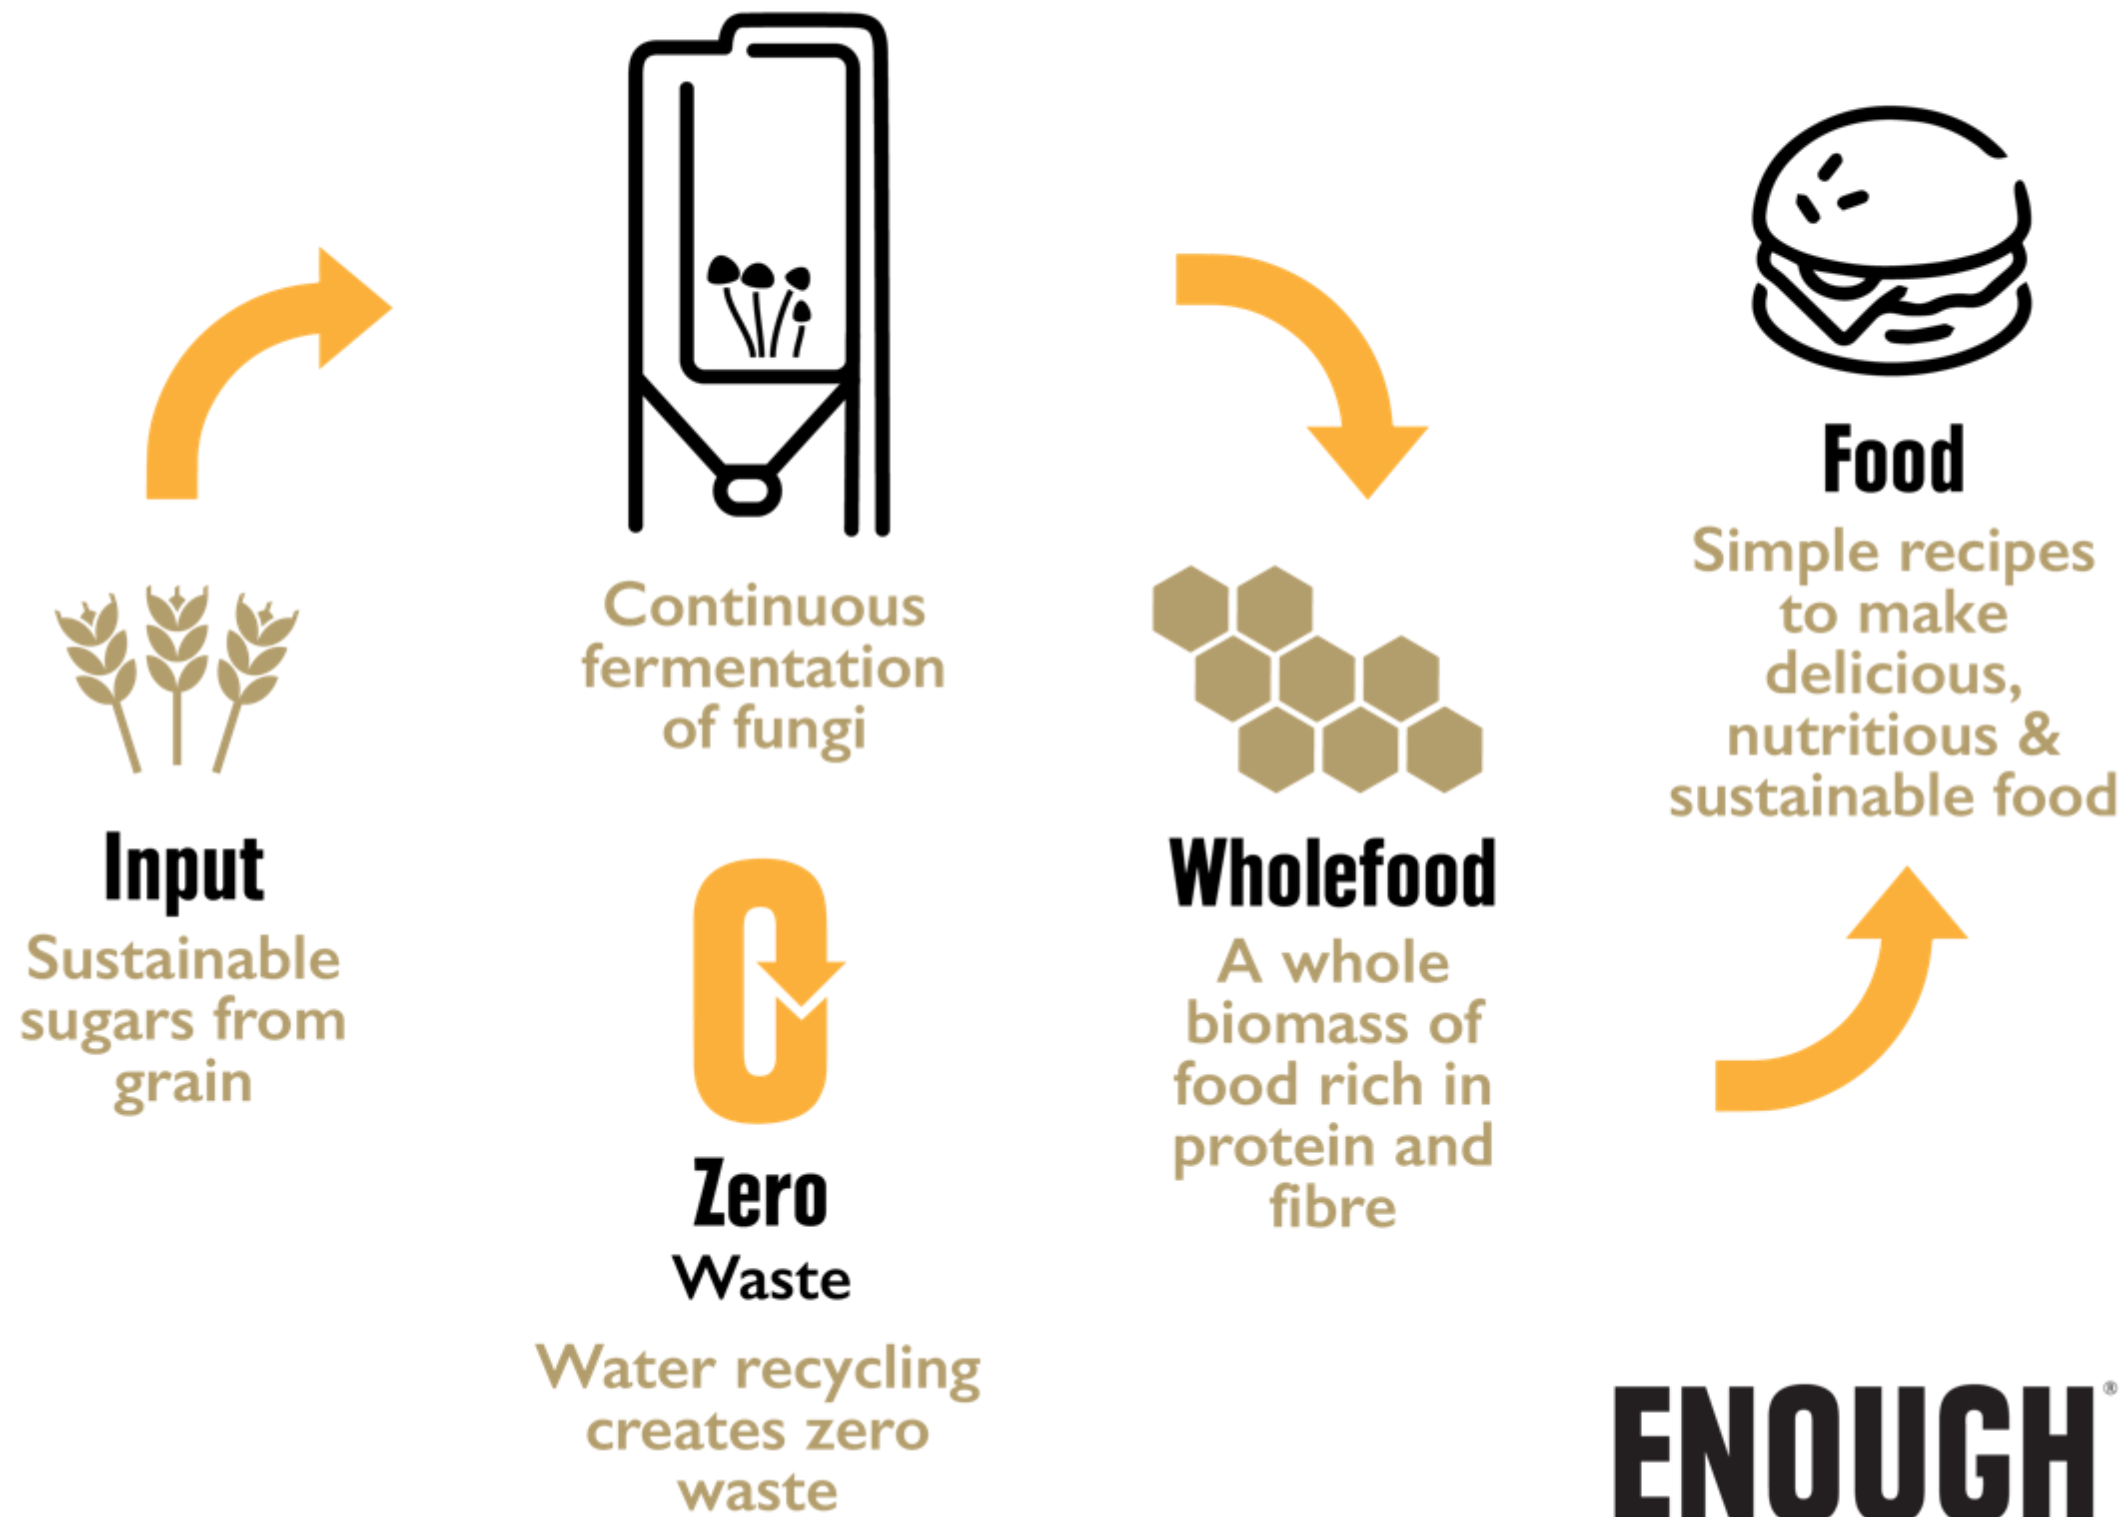 Input
Sustainable
sugars from
grain
Continuous
fermentation
of fungi
Zero
Waste
Water recycling
creates zero
waste
Wholefood
A whole
biomass of
food rich in
protein and
fibre
Food
Simple recipes
to make
delicious,
nutritious &
sustainable food
ENOUGH®